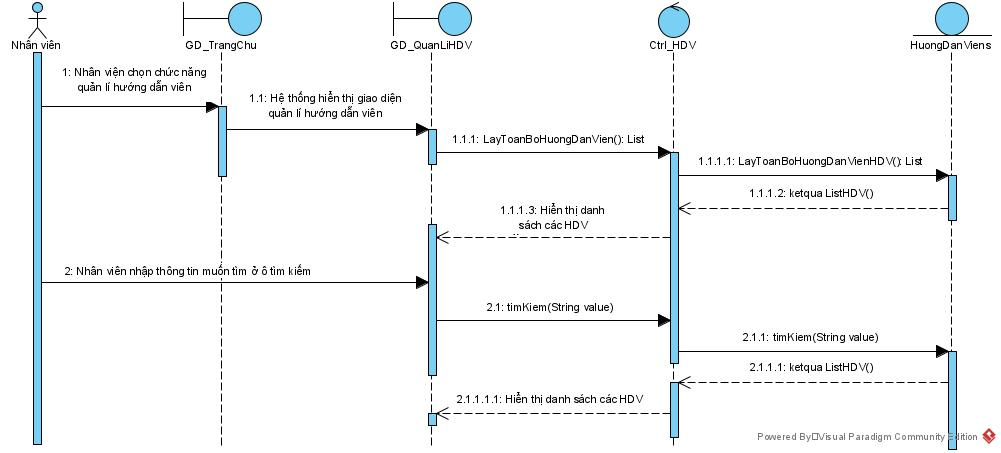 Nhân viên
GD_TrangChu
GD_QuanLiHDV
Ctrl_HDV
HuongDanViens
1: Nhân viện chọn chức năng
quản lí hướng dẫn viên
1.1: Hệ thống hiển thị giao diện
quản lí hướng dẫn viên
1.1.1: LayToanBoHuongDanVien(): List
1.1.1.1: LayToanBoHuongDanVienHDV(): List
1.1.1.2: ketqua ListHDV()
1.1.1.3: Hiển thị danh
sách các HDV
2: Nhân viên nhập thông tin muốn tìm ở ô tìm kiếm
2.1: timKiem(String value)
2.1.1: timKiem(String value)
2.1.1.1: ketqua ListHDV()
2.1.1.1.1: Hiển thị danh sách các HDV
Powered By Visual Paradigm Community Edition